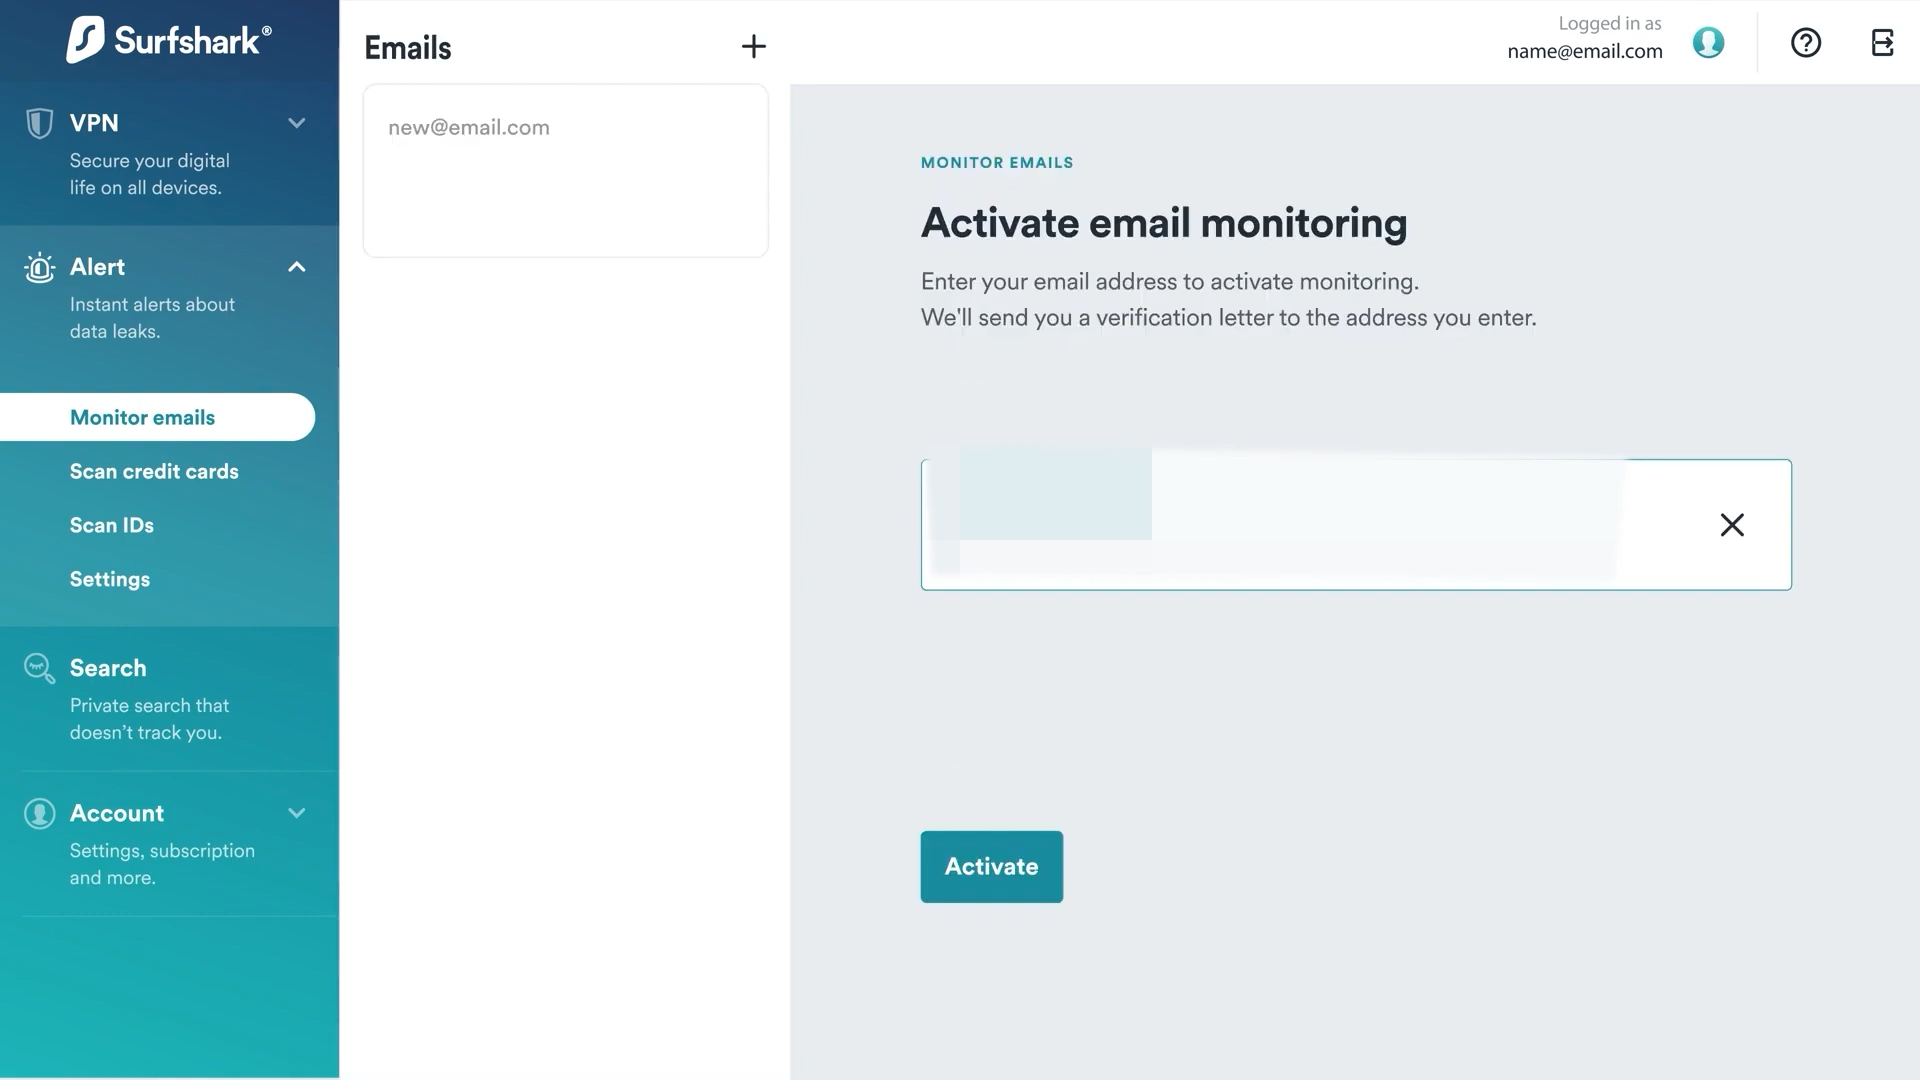 Surfshark®
VPN
Secure your digital
life on all devices.
Alert
Instant alerts about
data leaks.
Monitor emails
Scan credit cards
Scan IDs
Settings
Search
Private search that
doesn’t track you.
Account
Settings, subscription
and more.
Emails
new@email.com
Logged in as
name@email.com
MONITOR EMAILS
Activate email monitoring
Enter your email address to activate monitoring.
We'll send you a verification letter to the address you enter.
Activate